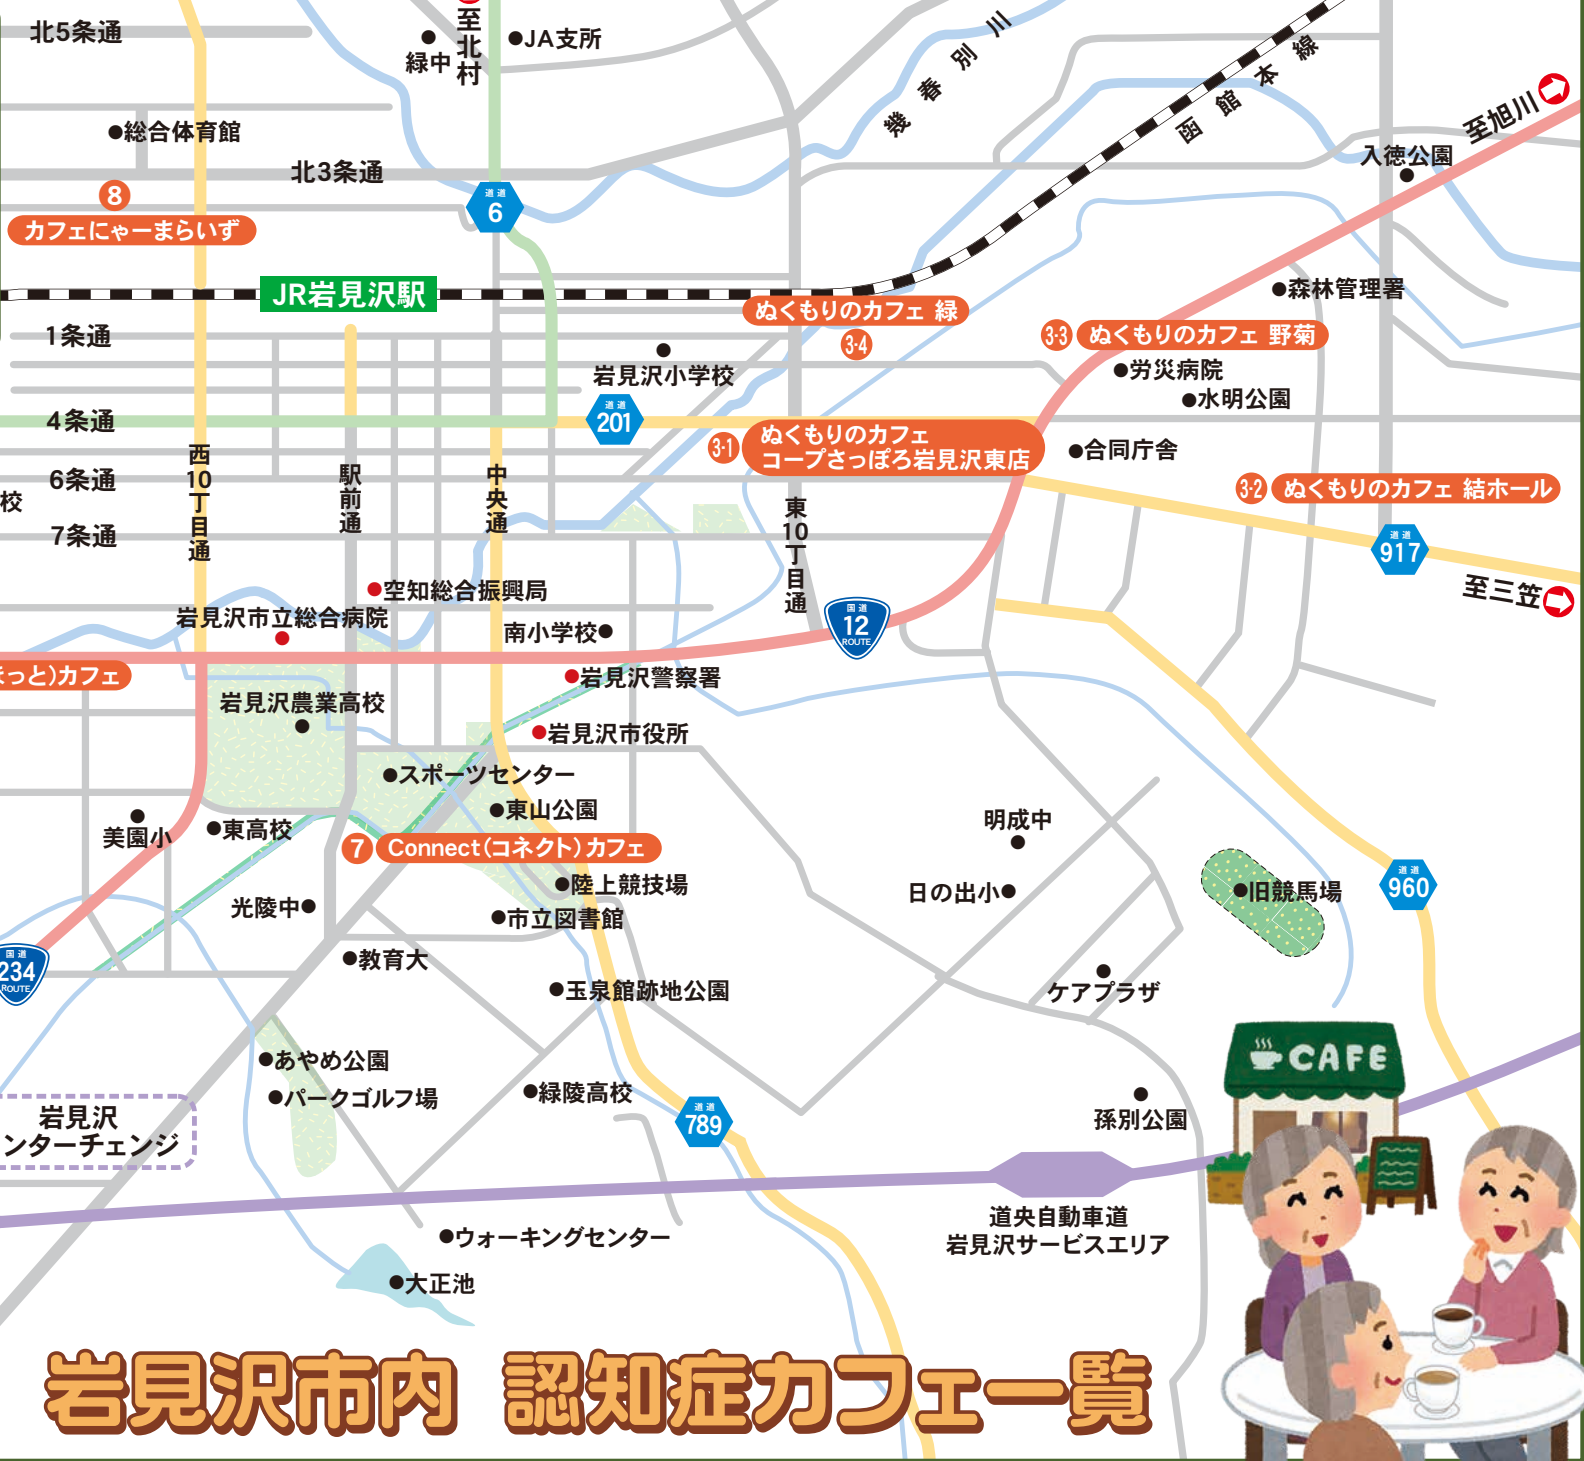 北5条通
緑中
至北村
JA支所
幾春別川
函館本線
至旭川
総合体育館
北3条通
入徳公園
8
カフェにゃーまらいず
道道
6
JR岩見沢駅
森林管理署
1条通
ぬくもりのカフェ 緑
3-4
3-3
ぬくもりのカフェ 野菊
岩見沢小学校
労災病院
水明公園
4条通
道道
201
3-1
ぬくもりのカフェ
コープさっぽろ岩見沢東店
合同庁舎
西10丁目通
駅前通
中央通
6条通
校
3-2
ぬくもりのカフェ 結ホール
東10丁目通
7条通
道道
917
至三笠
空知総合振興局
岩見沢市立総合病院
南小学校
国道
12
ROUTE
っと)カフェ
岩見沢警察署
岩見沢農業高校
岩見沢市役所
スポーツセンター
東山公園
美園小
東高校
7
Connect(コネクト)カフェ
明成中
陸上競技場
日の出小
旧競馬場
道道
960
光陵中
市立図書館
教育大
国道
234
ROUTE
玉泉館跡地公園
ケアプラザ
あやめ公園
パークゴルフ場
緑陵高校
CAFE
岩見沢
ンターチェンジ
道道
789
孫別公園
道央自動車道
岩見沢サービスエリア
ウォーキングセンター
大正池
岩見沢市内 認知症カフェ一覧